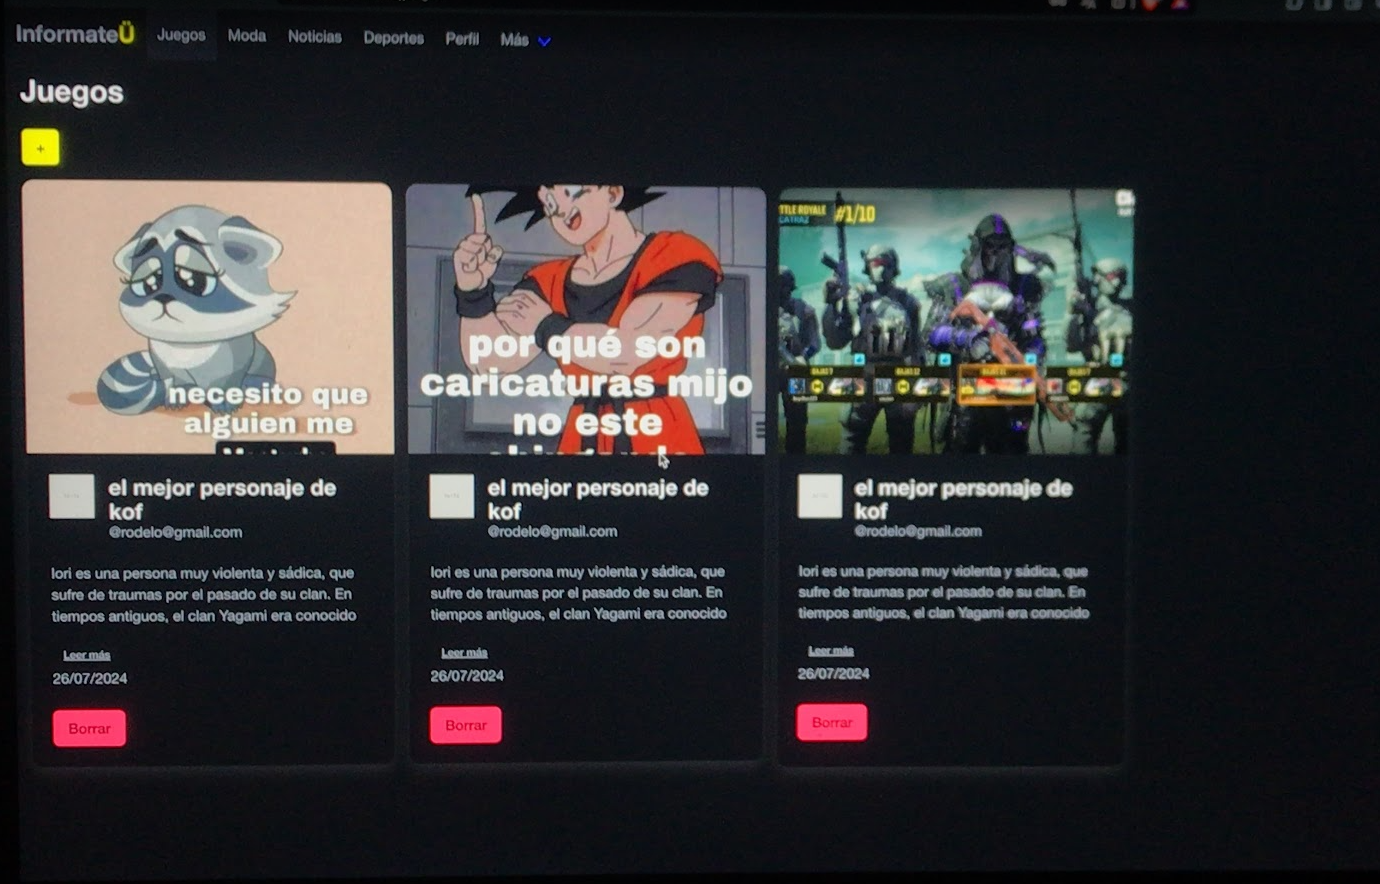 InformateÜ Juegos Moda Noticias Deportes Perfil Más
Juegos
+
necesito que
alguien me
por qué son
caricaturas mijo
no este
TTLE ROYALE #1/10
CATRAZ
el mejor personaje de
kof
@rodelo@gmail.com
Iori es una persona muy violenta y sádica, que
sufre de traumas por el pasado de su clan. En
tiempos antiguos, el clan Yagami era conocido
Leer más
26/07/2024
Borrar
el mejor personaje de
kof
@rodelo@gmail.com
Iori es una persona muy violenta y sádica, que
sufre de traumas por el pasado de su clan. En
tiempos antiguos, el clan Yagami era conocido
Leer más
26/07/2024
Borrar
el mejor personaje de
kof
@rodelo@gmail.com
Iori es una persona muy violenta y sádica, que
sufre de traumas por el pasado de su clan. En
tiempos antiguos, el clan Yagami era conocido
Leer más
26/07/2024
Borrar